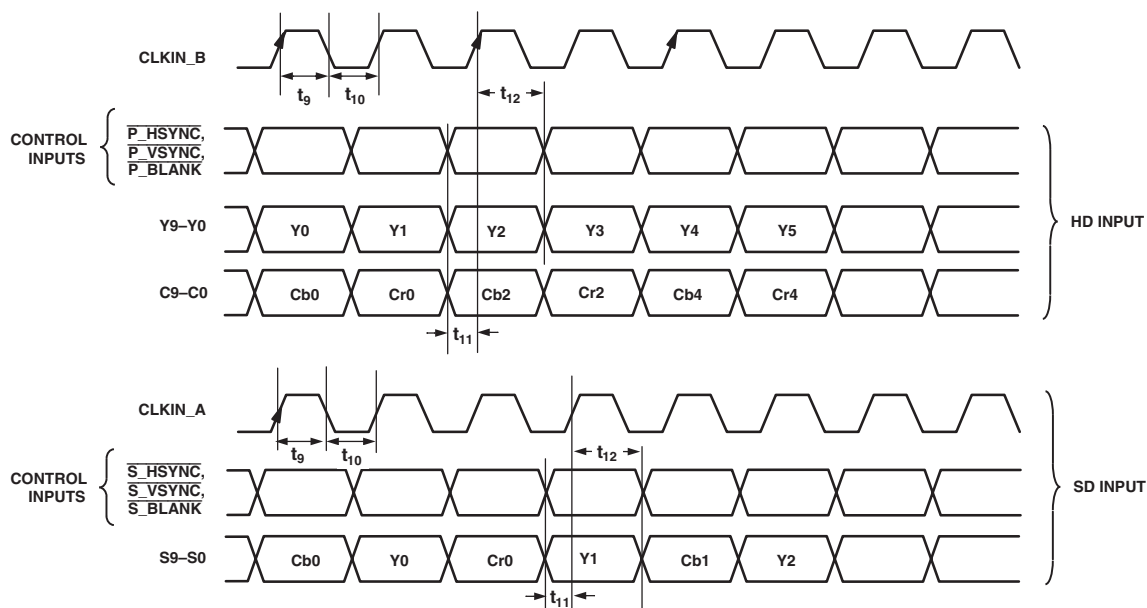 CLKIN_B
t9
t10
t12
CONTROL
INPUTS
P_HSYNC,
P_VSYNC,
P_BLANK
Y9–Y0
Y0
Y1
Y2
Y3
Y4
Y5
HD INPUT
C9–C0
Cb0
Cr0
Cb2
Cr2
Cb4
Cr4
t11
CLKIN_A
t9
t10
t12
CONTROL
INPUTS
S_HSYNC,
S_VSYNC,
S_BLANK
SD INPUT
S9–S0
Cb0
Y0
Cr0
Y1
Cb1
Y2
t11